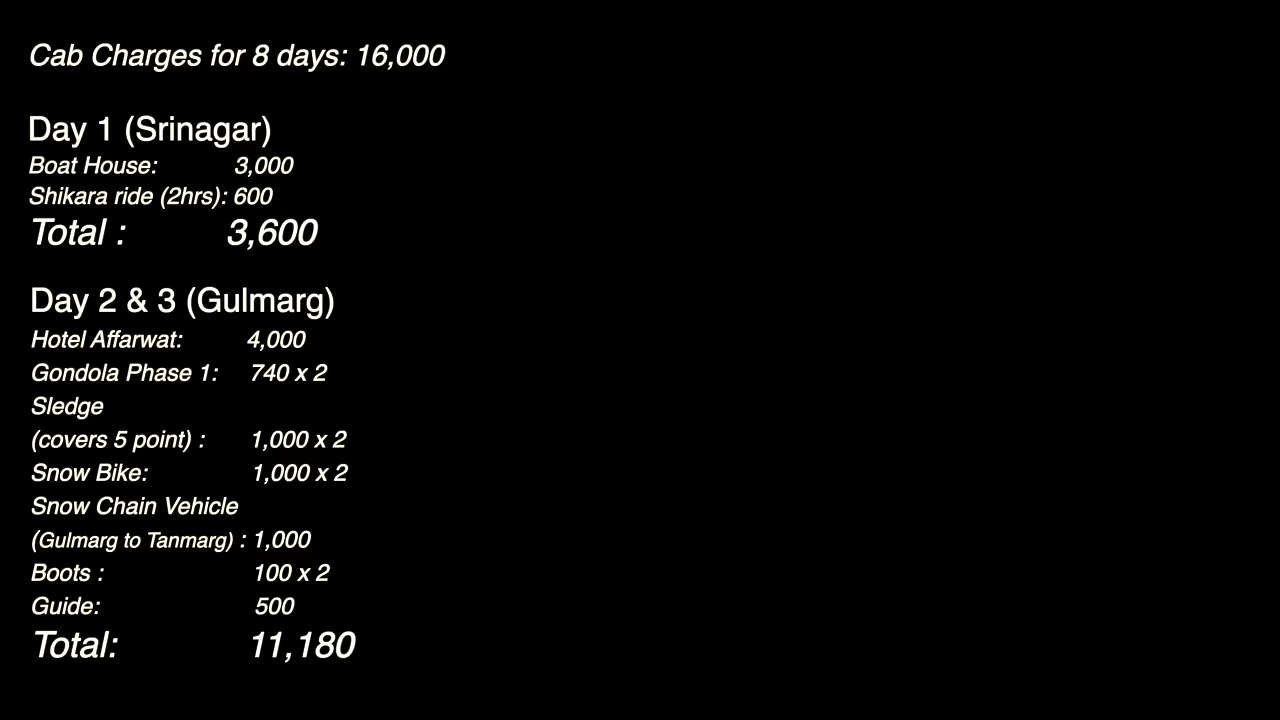 Cab Charges for 8 days: 16,000
Day 1 (Srinagar)
Boat House: 3,000
Shikara ride (2hrs): 600
Total : 3,600
Day 2 & 3 (Gulmarg)
Hotel Affarwat: 4,000
Gondola Phase 1: 740 x 2
Sledge
(covers 5 point) : 1,000 x 2
Snow Bike: 1,000 x 2
Snow Chain Vehicle
(Gulmarg to Tanmarg) : 1,000
Boots : 100 x 2
Guide: 500
Total: 11,180